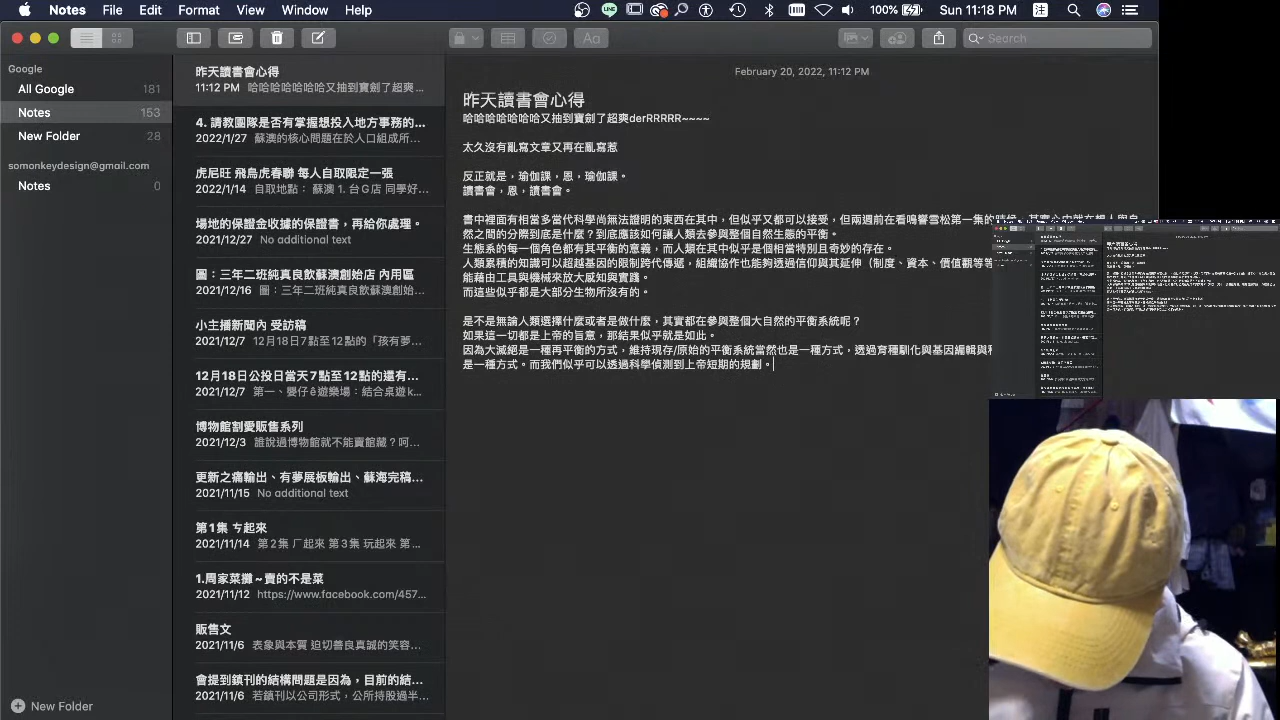 Notes File Edit Format View Window Help 100% Sun 11:18 PM 注
Aa
Search
Google
All Google 181
Notes 153
New Folder 28
somonkeydesign@gmail.com
Notes 0
New Folder
昨天讀書會心得
11:12 PM 哈哈哈哈哈哈哈又抽到寶劍了超爽…
4. 請教團隊是否有掌握想投入地方事務的…
2022/1/27 蘇澳的核心問題在於人口組成所…
虎尼旺 飛鳥虎春聯 每人自取限定一張
2022/1/14 自取地點： 蘇澳 1. 台G店 同學好…
場地的保證金收據的保證書，再給你處理。
2021/12/27 No additional text
圖：三年二班純真民歌蘇澳創始店 內用區
2021/12/16 圖：三年二班純真民歌蘇澳創始…
小主播新聞內 受訪稿
2021/12/7 12月18日7點至12點的「孩有夢…
12月18日公投日當天7點至12點的還有…
2021/12/7 第一、嬰仔e遊樂場：結合桌遊k…
博物館割愛販售系列
2021/12/3 誰說過博物館就不能賣館藏？呵…
更新之痛輸出、有夢展板輸出、蘇海完稿…
2021/11/15 No additional text
第1集 ㄘ起來
2021/11/14 第2集 ㄏ起來 第3集 玩起來 第…
1.周家菜攤~賣的不是菜
2021/11/12 https://www.facebook.com/457…
販售文
2021/11/6 表象與本質 迫切善良真誠的笑容…
會提到鎮刊的結構問題是因為，目前的結…
2021/11/6 若鎮刊以公司形式，公所持股過半…
February 20, 2022, 11:12 PM
昨天讀書會心得
哈哈哈哈哈哈哈又抽到寶劍了超爽derRRRRR~~~~
太久沒有亂寫文章又再在亂寫惹
反正就是，瑜伽課，恩，瑜伽課。
讀書會，恩，讀書會。
書中裡面有相當多當代科學尚無法證明的東西在其中，但似乎又都可以接受，但兩週前在看鳴響雪松第一集的時候，其實心中就在想人與自
然之間的分際到底是什麼？到底應該如何讓人類去參與整個自然生態的平衡。
生態系的每一個角色都有其平衡的意義，而人類在其中似乎是個相當特別且奇妙的存在。
人類累積的知識可以超越基因的限制跨代傳遞，組織協作也能夠透過信仰與其延伸（制度、資本、價值觀等等
能藉由工具與機械來放大感知與實踐。
而這些似乎都是大部分生物所沒有的。
是不是無論人類選擇什麼或者是做什麼，其實都在參與整個大自然的平衡系統呢？
如果這一切都是上帝的旨意，那結果似乎就是如此。
因為大滅絕是一種再平衡的方式，維持現存/原始的平衡系統當然也是一種方式，透過育種馴化與基因編輯與
是一種方式。而我們似乎可以透過科學偵測到上帝短期的規劃。